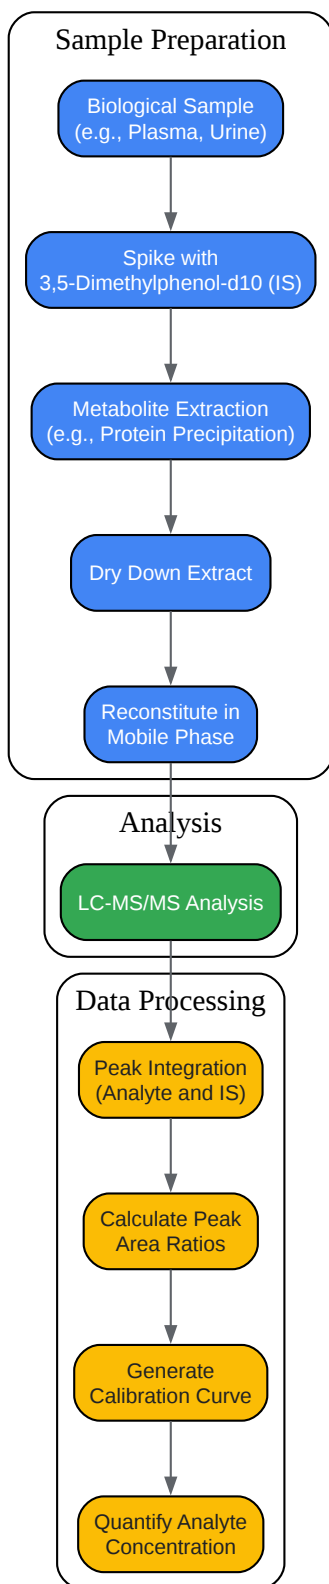 Sample Preparation
Biological Sample
(e.g., Plasma, Urine)
Spike with
3,5-Dimethylphenol-d10 (IS)
Metabolite Extraction
(e.g., Protein Precipitation)
Dry Down Extract
Reconstitute in
Mobile Phase
Analysis
LC-MS/MS Analysis
Data Processing
Peak Integration
(Analyte and IS)
Calculate Peak
Area Ratios
Generate
Calibration Curve
Quantify Analyte
Concentration